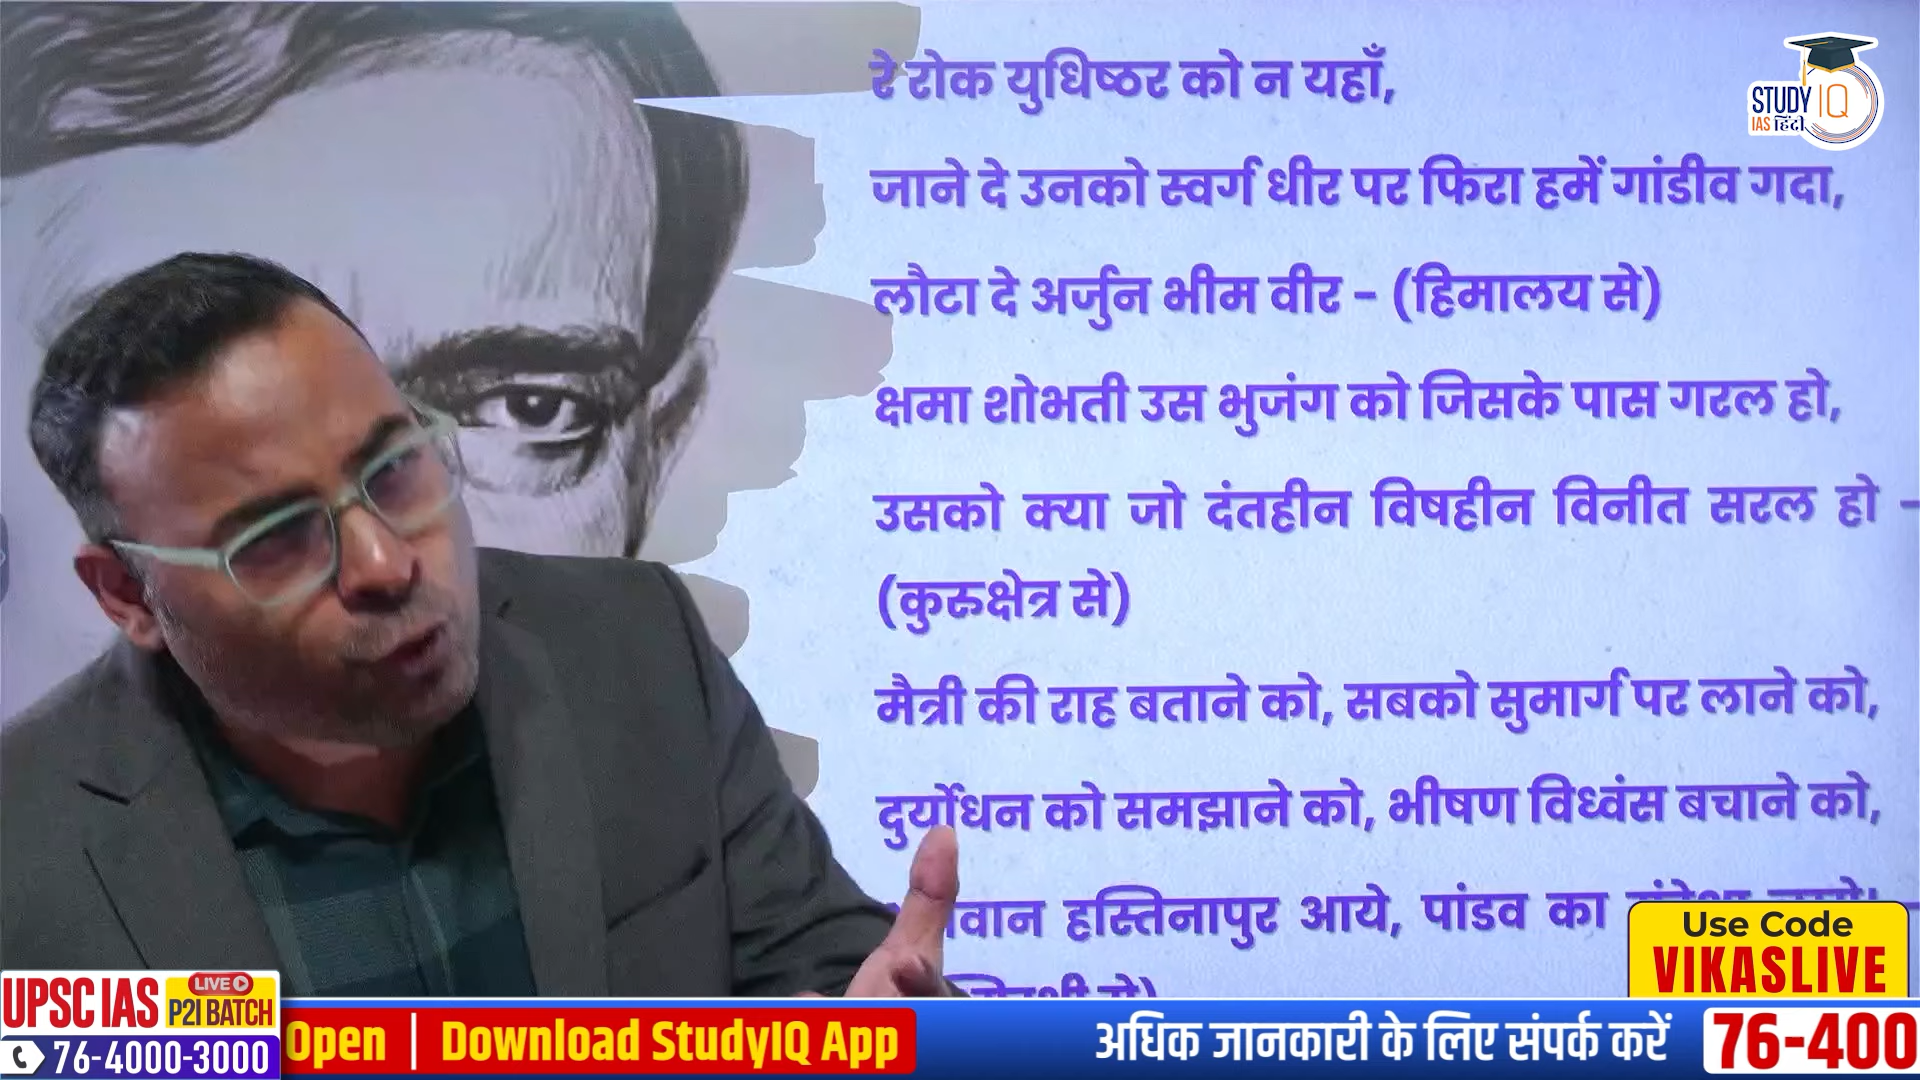 रे रोक युधिष्ठर को न यहाँ,
जाने दे उनको स्वर्ग धीर पर फिरा हमें गांडीव गदा,
लौटा दे अर्जुन भीम वीर - (हिमालय से)
क्षमा शोभती उस भुजंग को जिसके पास गरल हो,
उसको क्या जो दंतहीन विषहीन विनीत सरल हो -
(कुरुक्षेत्र से)
मैत्री की राह बताने को, सबको सुमार्ग पर लाने को,
दुर्योधन को समझाने को, भीषण विध्वंस बचाने को,
हस्तिनापुर आये, पांडव का
STUDY IQ
IAS हिंदी
Use Code
VIKASLIVE
UPSC IAS
LIVE
P2I BATCH
76-4000-3000
Open | Download StudyIQ App
अधिक जानकारी के लिए संपर्क करें
76-400